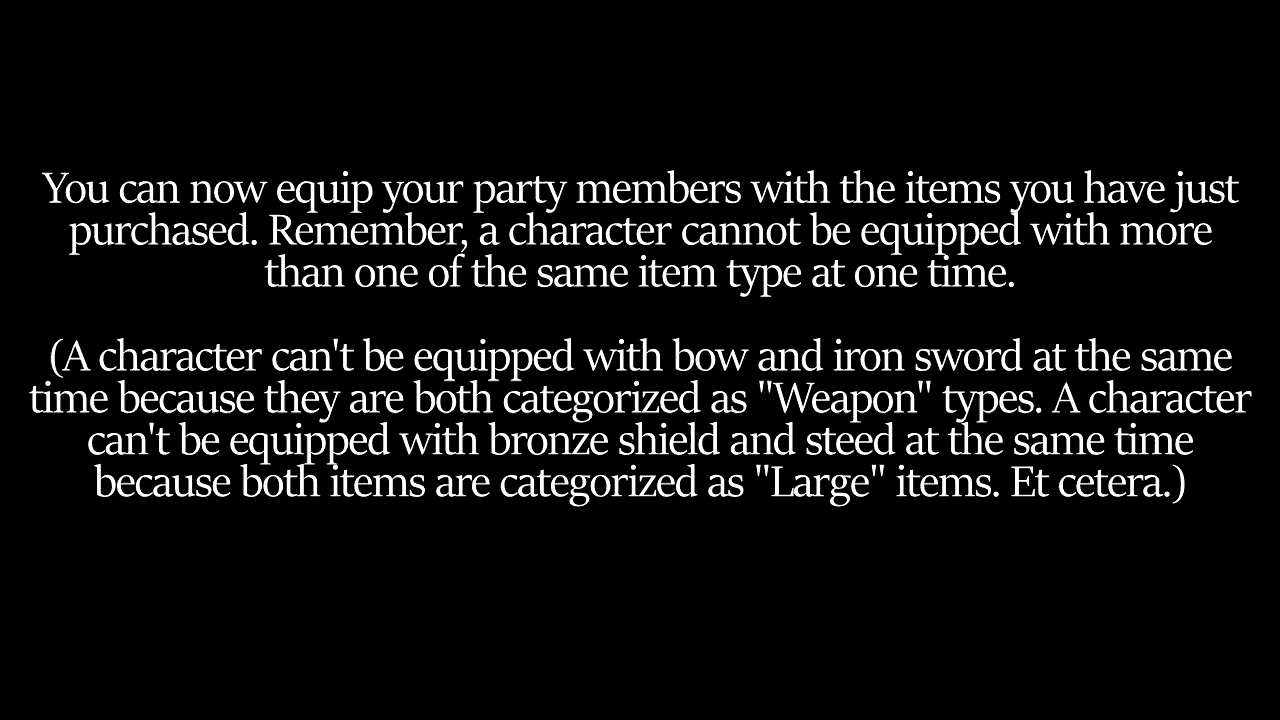 You can now equip your party members with the items you have just
purchased. Remember, a character cannot be equipped with more
than one of the same item type at one time.
(A character can't be equipped with bow and iron sword at the same
time because they are both categorized as "Weapon" types. A character
can't be equipped with bronze shield and steed at the same time
because both items are categorized as "Large" items. Et cetera.)